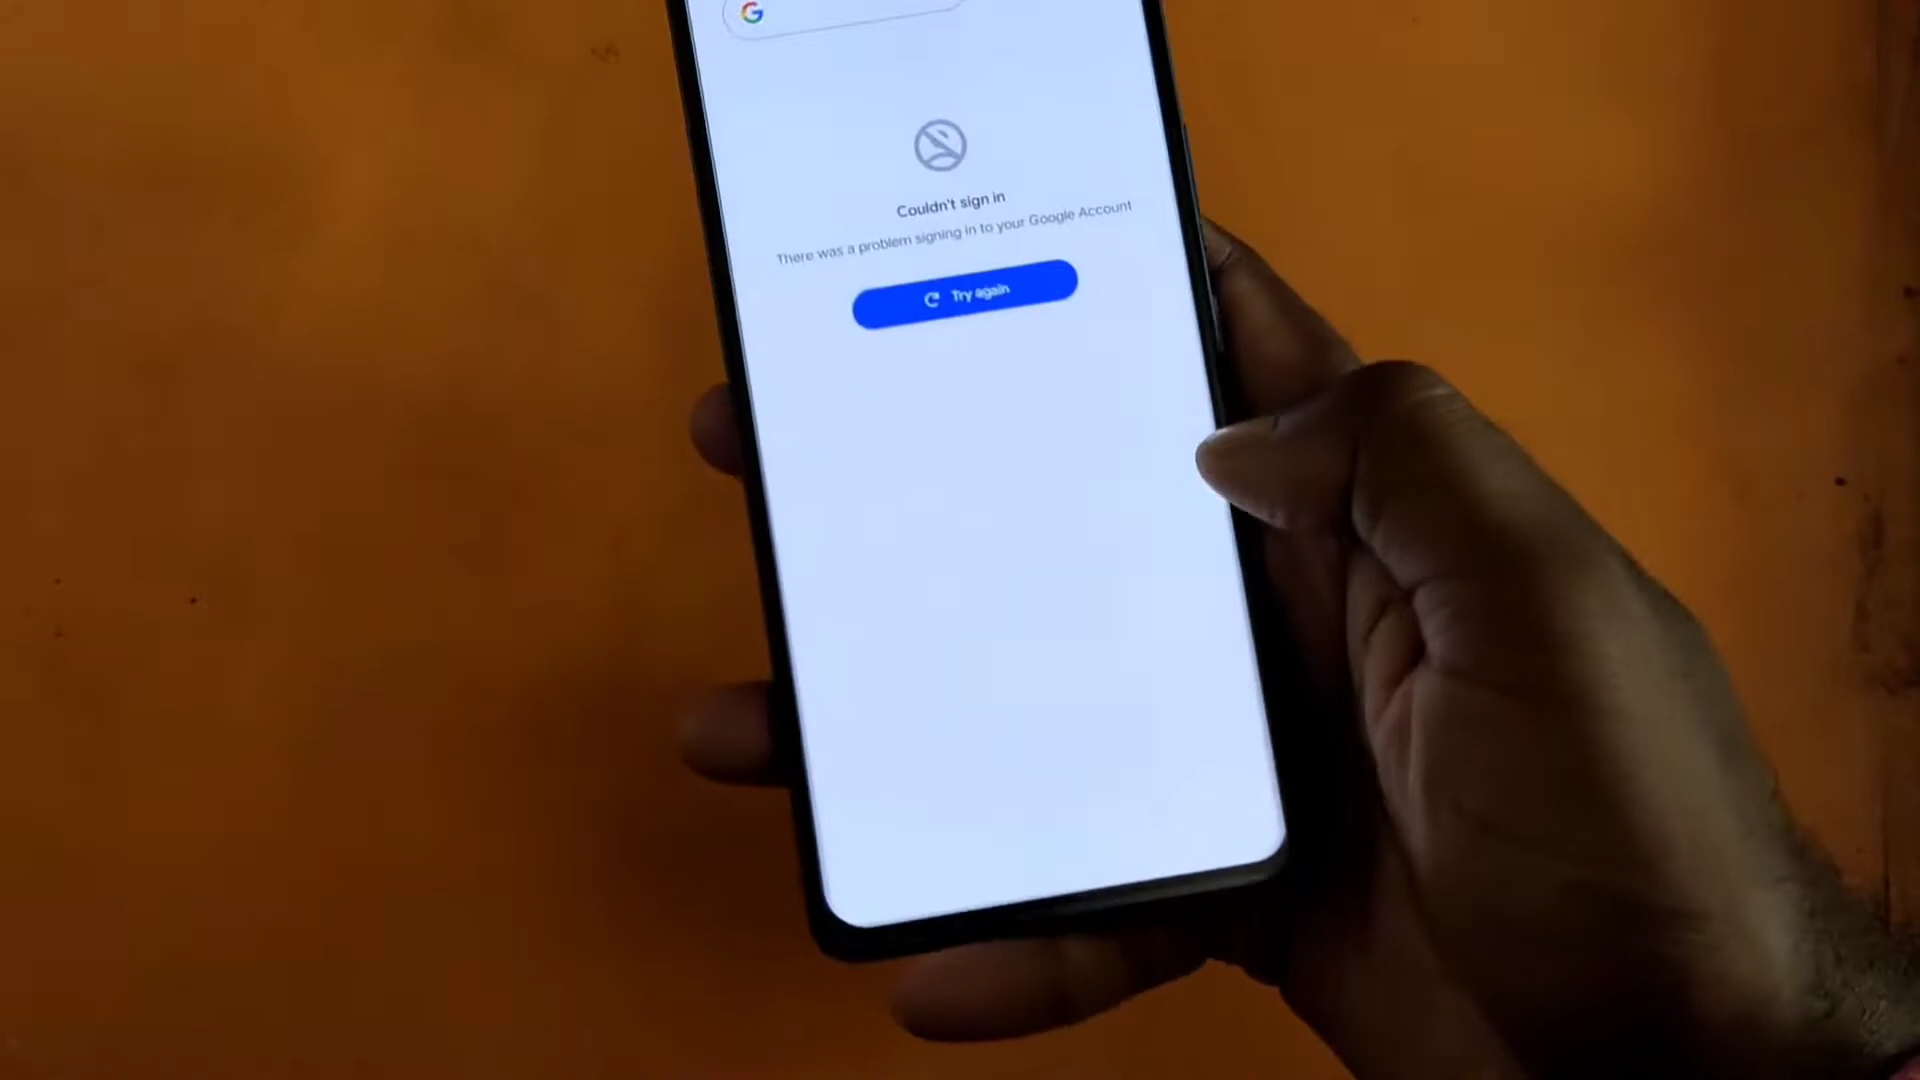 G
Couldn't sign in
There was a problem signing in to your Google Account
Try again